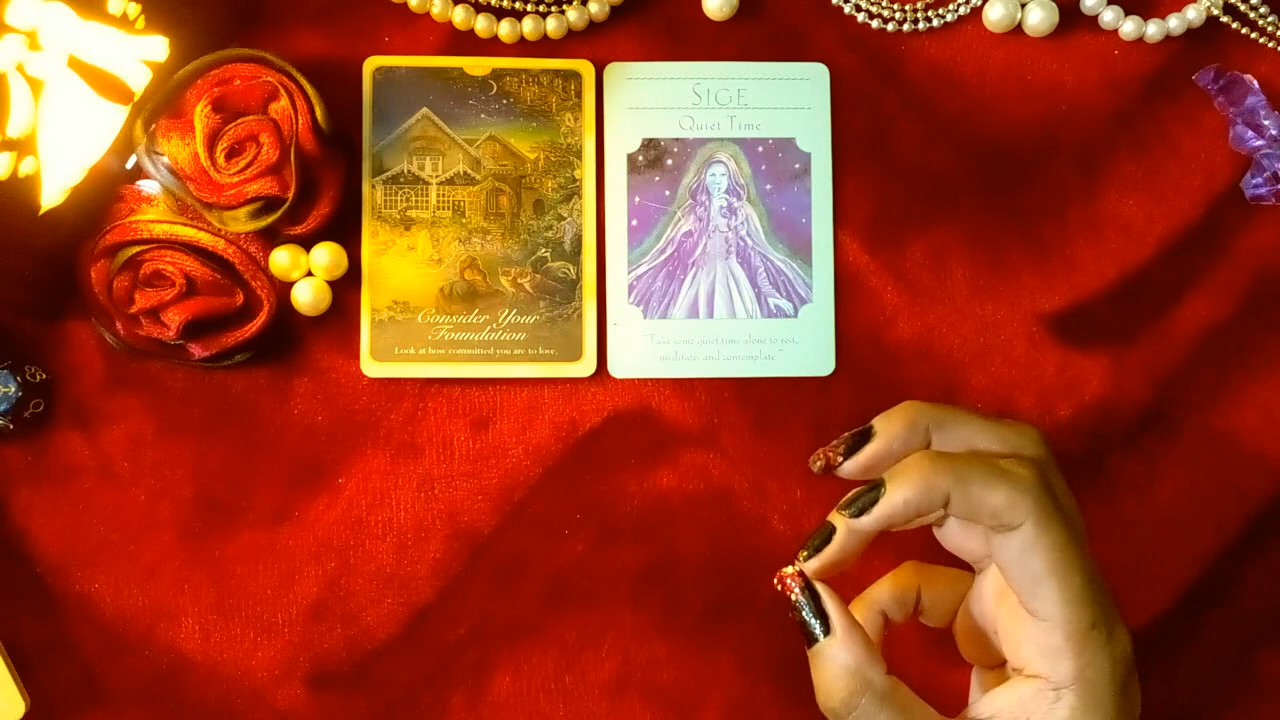 Consider Your
Foundation
Look at how committed you are to love.
SIGE
Quiet Time
"Take some quiet time alone to rest,
meditate, and contemplate"